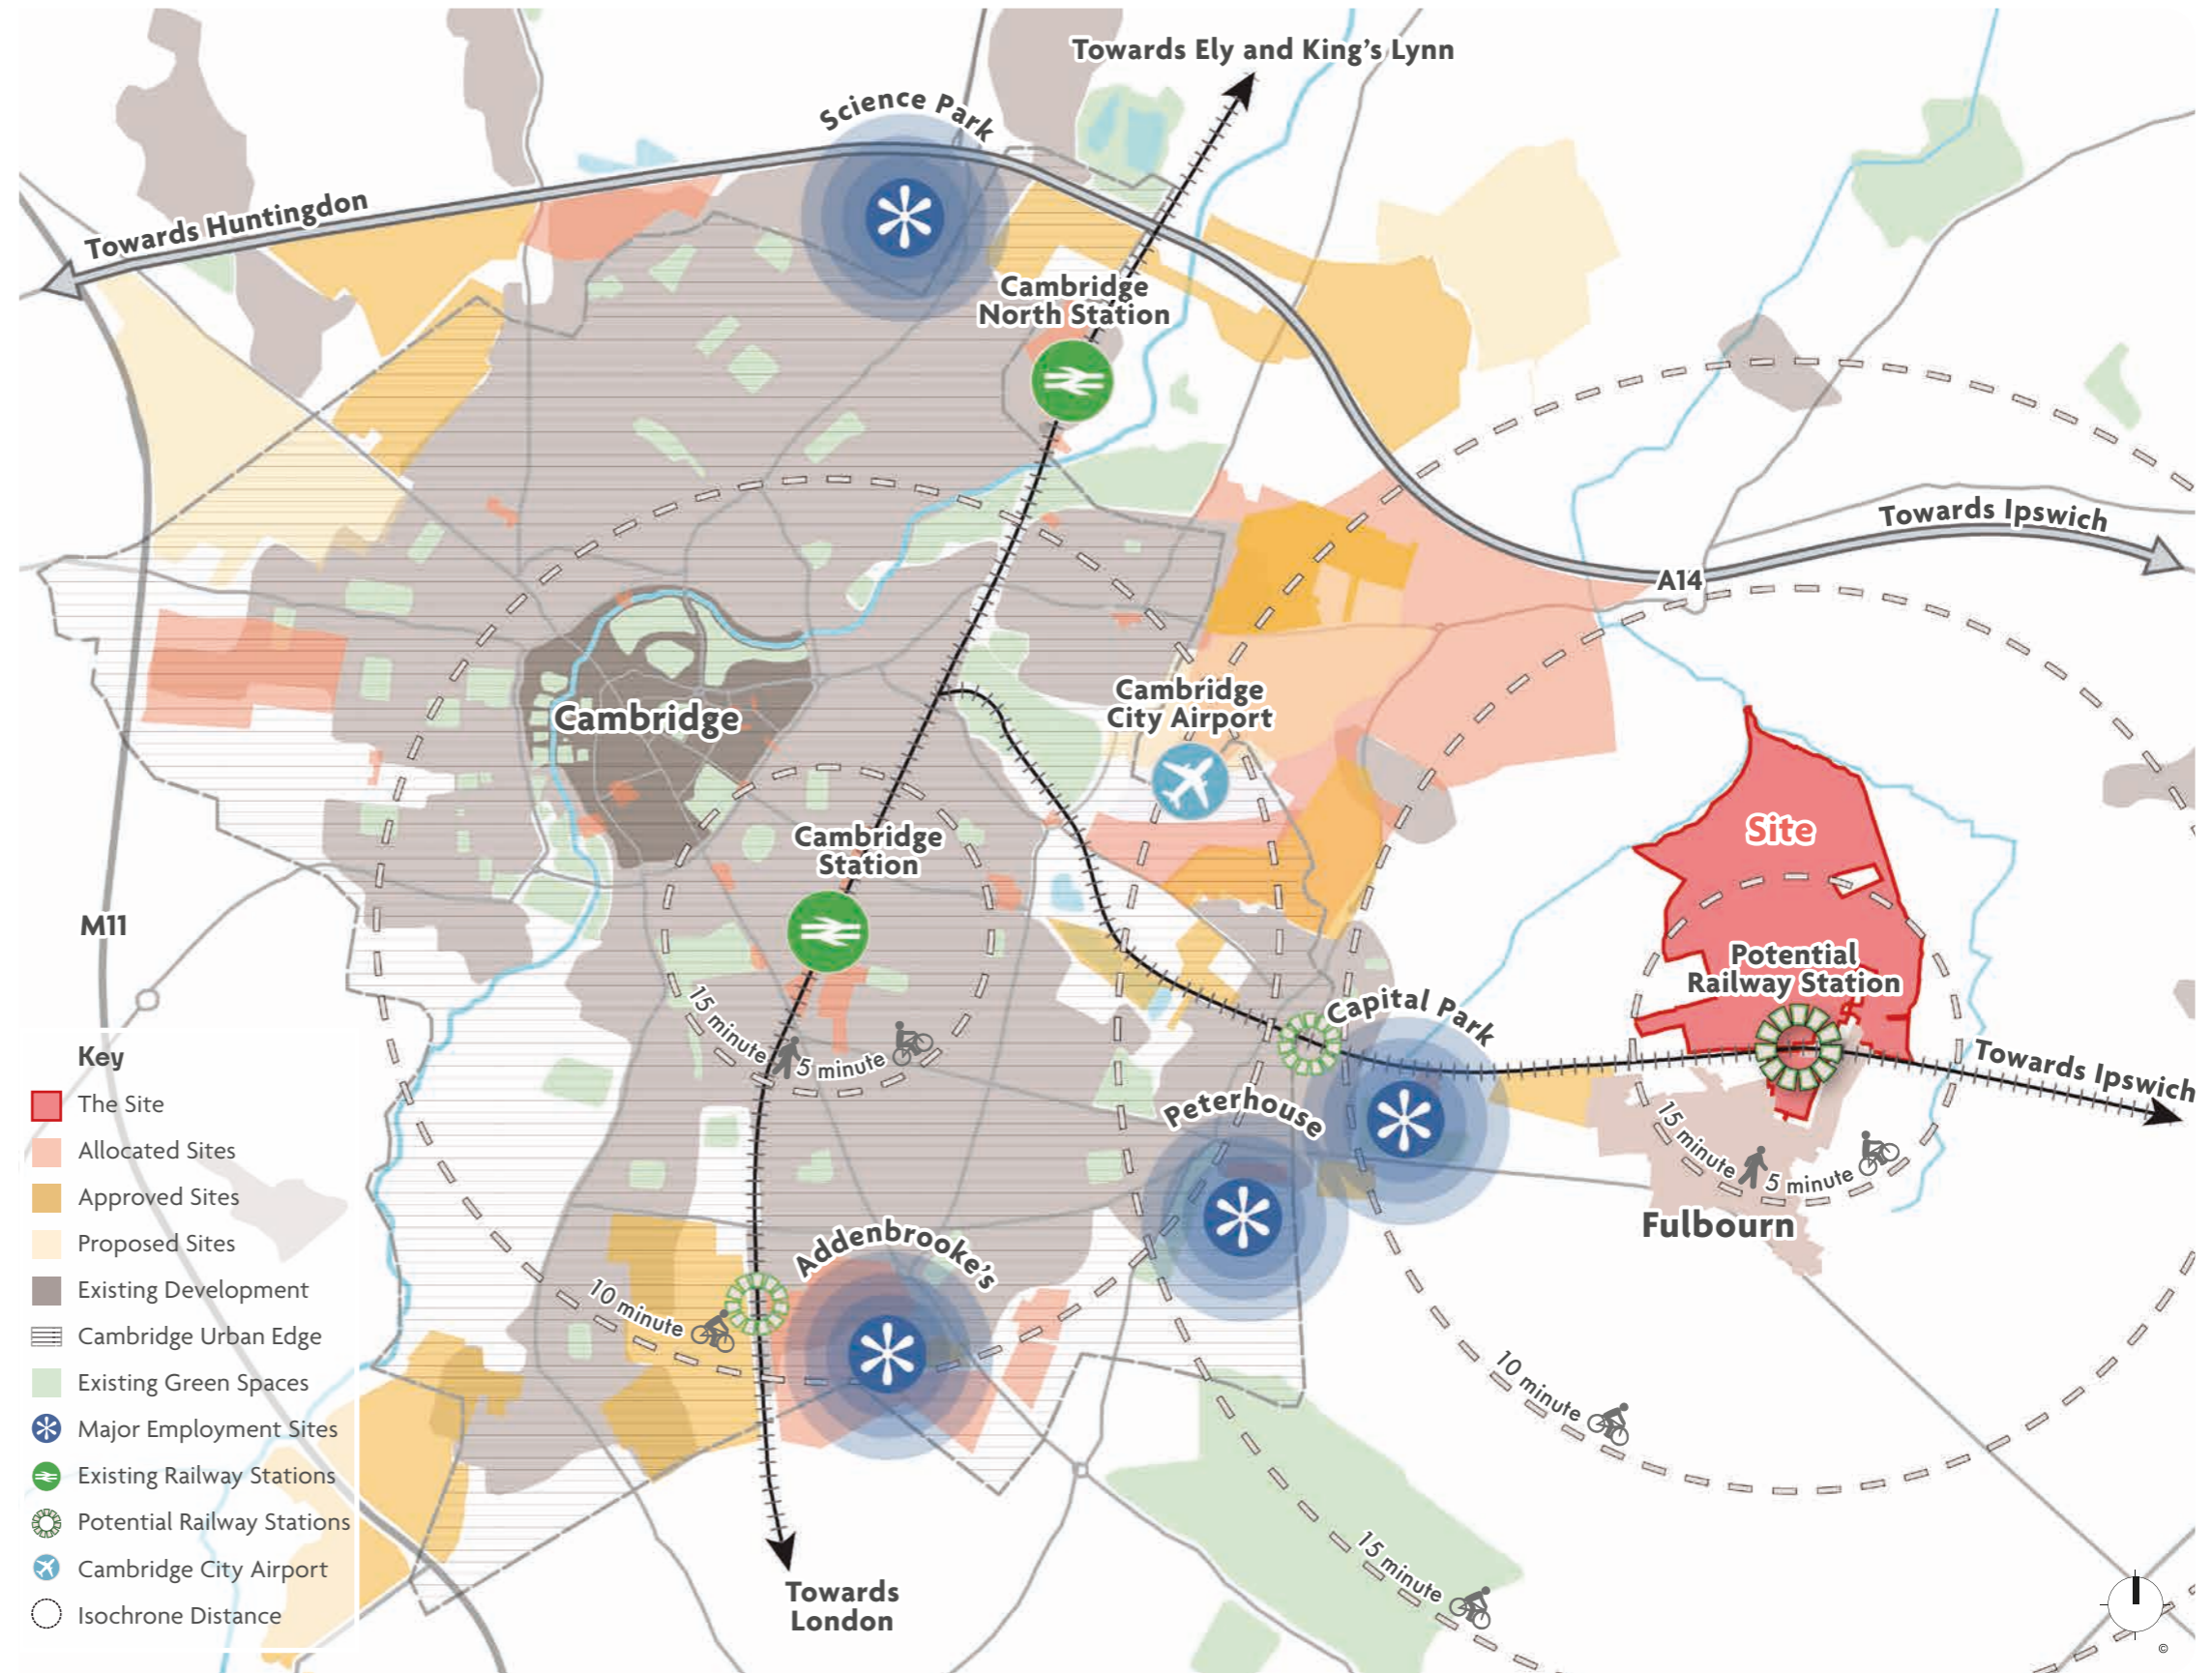 Towards Ely and King's Lynn
Science Park
Towards Huntingdon
Cambridge
North Station
Towards Ipswich
A14
Cambridge
City Airport
Cambridge
Site
Cambridge
Station
M11
Potential
Railway Station
Capital Park
15 minute
5 minute
Towards Ipswich
Peterhouse
15 minute
5 minute
Fulbourn
Addenbrooke's
10 minute
10 minute
15 minute
Towards
London
Key
The Site
Allocated Sites
Approved Sites
Proposed Sites
Existing Development
Cambridge Urban Edge
Existing Green Spaces
Major Employment Sites
Existing Railway Stations
Potential Railway Stations
Cambridge City Airport
Isochrone Distance
©